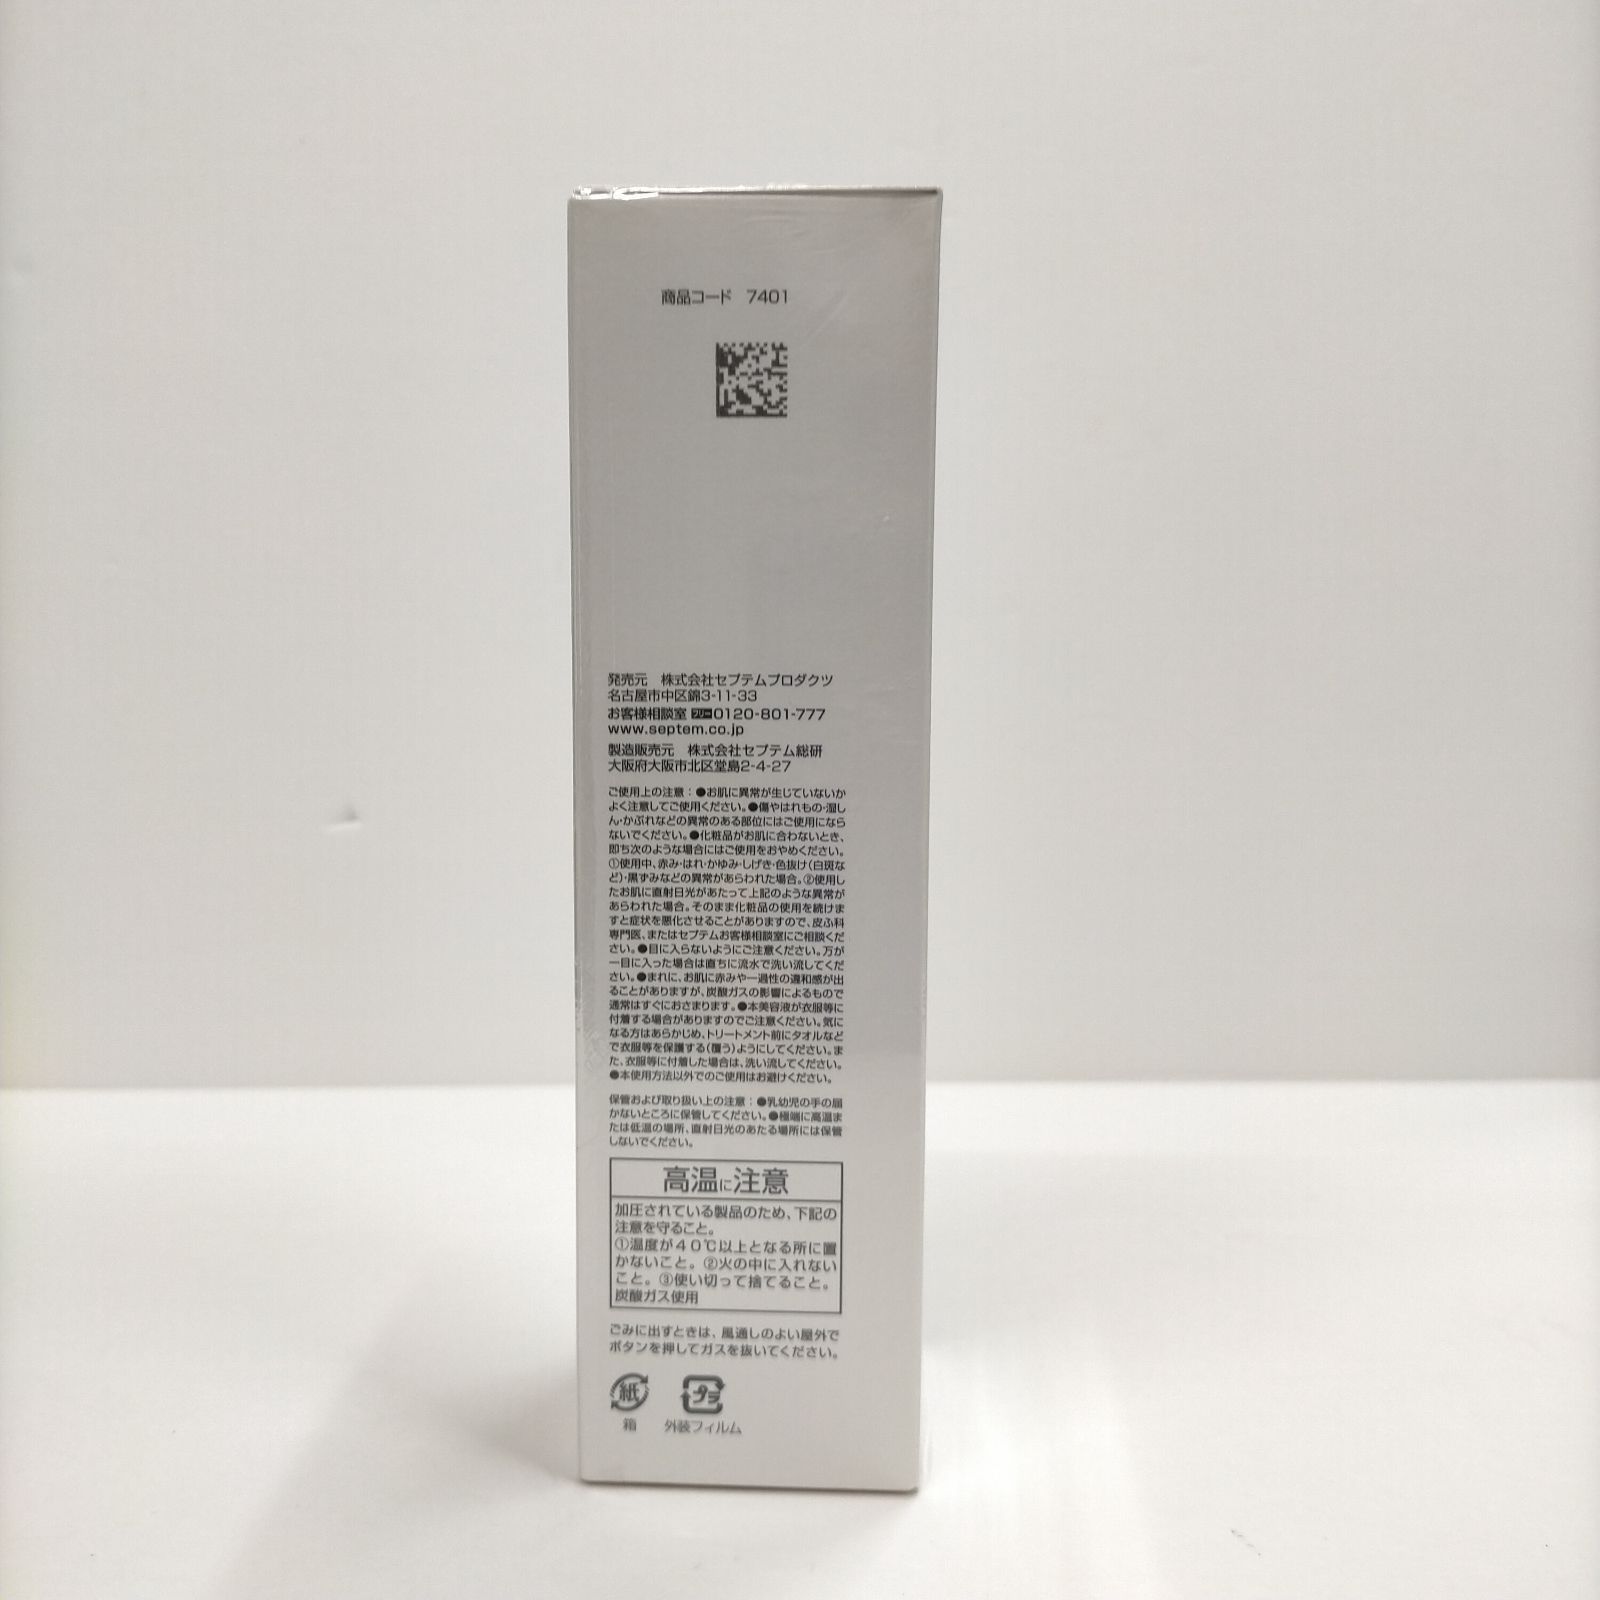 商品コード 7401
発売元 株式会社セプテムプロダクツ
名古屋市中区錦3-11-33
お客様相談室 フリー 0120-801-777
www.septem.co.jp
製造販売元 株式会社セプテム総研
大阪府大阪市北区堂島2-4-27
ご使用上の注意：●お肌に異常が生じていないか
よく注意してご使用ください。●傷やはれもの・湿し
ん・かぶれなどの異常のある部位にはご使用になら
ないでください。●化粧品がお肌に合わないとき、
即ち次のような場合にはご使用をおやめください。
①使用中、赤み・はれ・かゆみ・しげき・色抜け(白斑な
ど)・黒ずみなどの異常があらわれた場合。②使用し
たお肌に直射日光があたって上記のような異常が
あらわれた場合。そのまま化粧品の使用を続けま
すと症状を悪化させることがありますので、皮ふ科
専門医、またはセプテムお客様相談室にご相談くだ
さい。●目に入らないようにご注意ください。万が
一目に入った場合は直ちに流水で洗い流してくだ
さい。●まれに、お肌に赤みや一過性の違和感が出
ることがありますが、炭酸ガスの影響によるもので
通常はすぐにおさまります。●本美容液が衣服等に
付着する場合がありますのでご注意ください。気に
なる方はあらかじめ、トリートメント前にタオルなど
で衣服等を保護する(覆う)ようにしてください。ま
た、衣服等に付着した場合は、洗い流してください。
●本使用方法以外でのご使用はお避けください。
保管および取り扱い上の注意：●乳幼児の手の届
かないところに保管してください。●極端に高温ま
たは低温の場所、直射日光のあたる場所には保管
しないでください。
高温に注意
加圧されている製品のため、下記の
注意を守ること。
①温度が40℃以上となる所に置
かないこと。②火の中に入れない
こと。③使い切って捨てること。
炭酸ガス使用
ごみに出すときは、風通しのよい屋外で
ボタンを押してガスを抜いてください。
紙 プラ
箱 外装フィルム